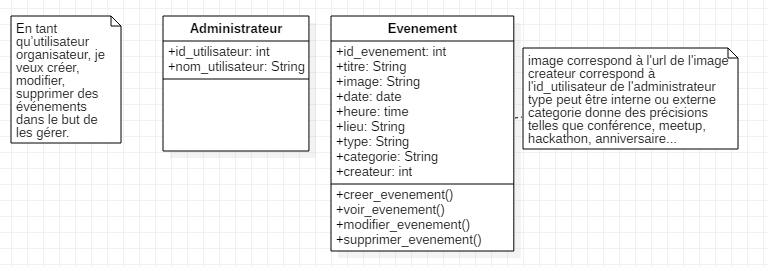 En tant
qu'utilisateur
organisateur, je
veux créer,
modifier,
supprimer des
événements
dans le but de
les gérer.
Administrateur
+id_utilisateur: int
+nom_utilisateur: String
Evenement
+id_evenement: int
+titre: String
+image: String
+date: date
+heure: time
+lieu: String
+type: String
+categorie: String
+createur: int
+creer_evenement()
+voir_evenement()
+modifier_evenement()
+supprimer_evenement()
image correspond à l'url de l'image
createur correspond à
l'id_utilisateur de l'administrateur
type peut être interne ou externe
categorie donne des précisions
telles que conférence, meetup,
hackathon, anniversaire...